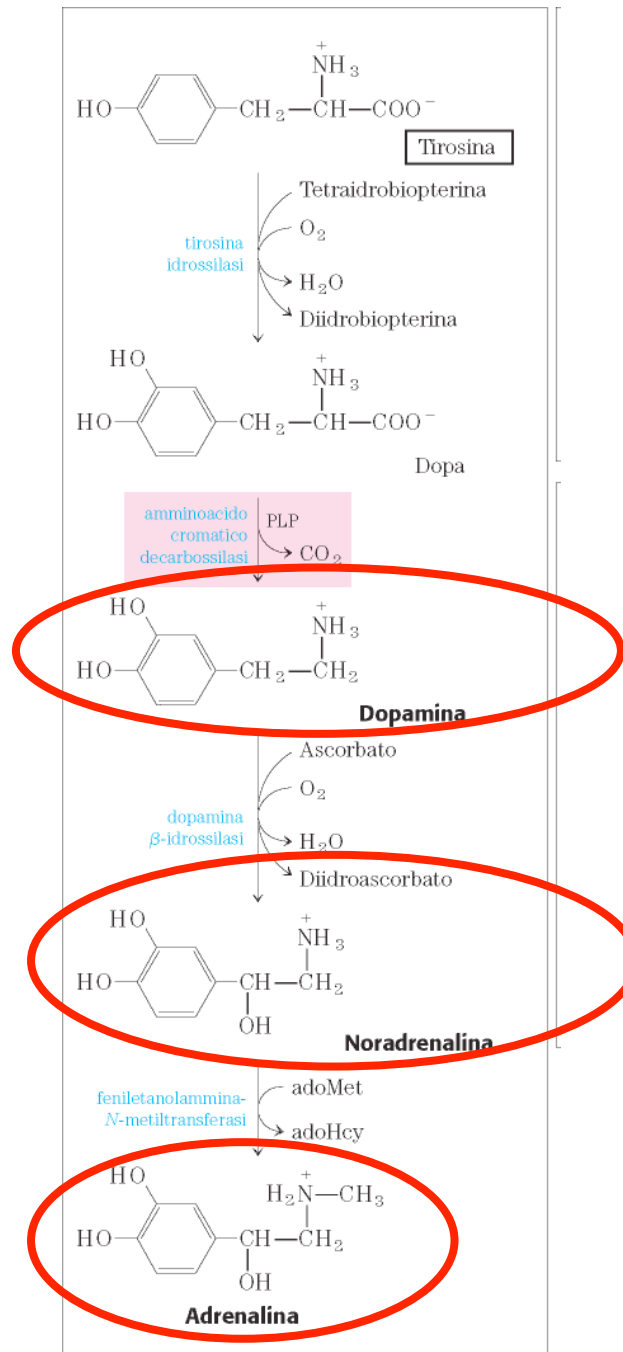 +
NH3
HO
CH2—CH—COO−
Tirosina
Tetraidrobiopterina
O2
tirosina
idrossilasi
H2O
Diidrobiopterina
HO
+
NH3
HO
CH2—CH—COO−
Dopa
amminoacido
cromatico
decarbossilasi
PLP
CO2
HO
+
NH3
HO
CH2—CH2
Dopamina
Ascorbato
O2
dopamina
β-idrossilasi
H2O
Diidroascorbato
HO
+
NH3
HO
CH—CH2
OH
Noradrenalina
feniletanolammina-
N-metiltransferasi
adoMet
adoHcy
HO
+
H2N—CH3
HO
CH—CH2
OH
Adrenalina